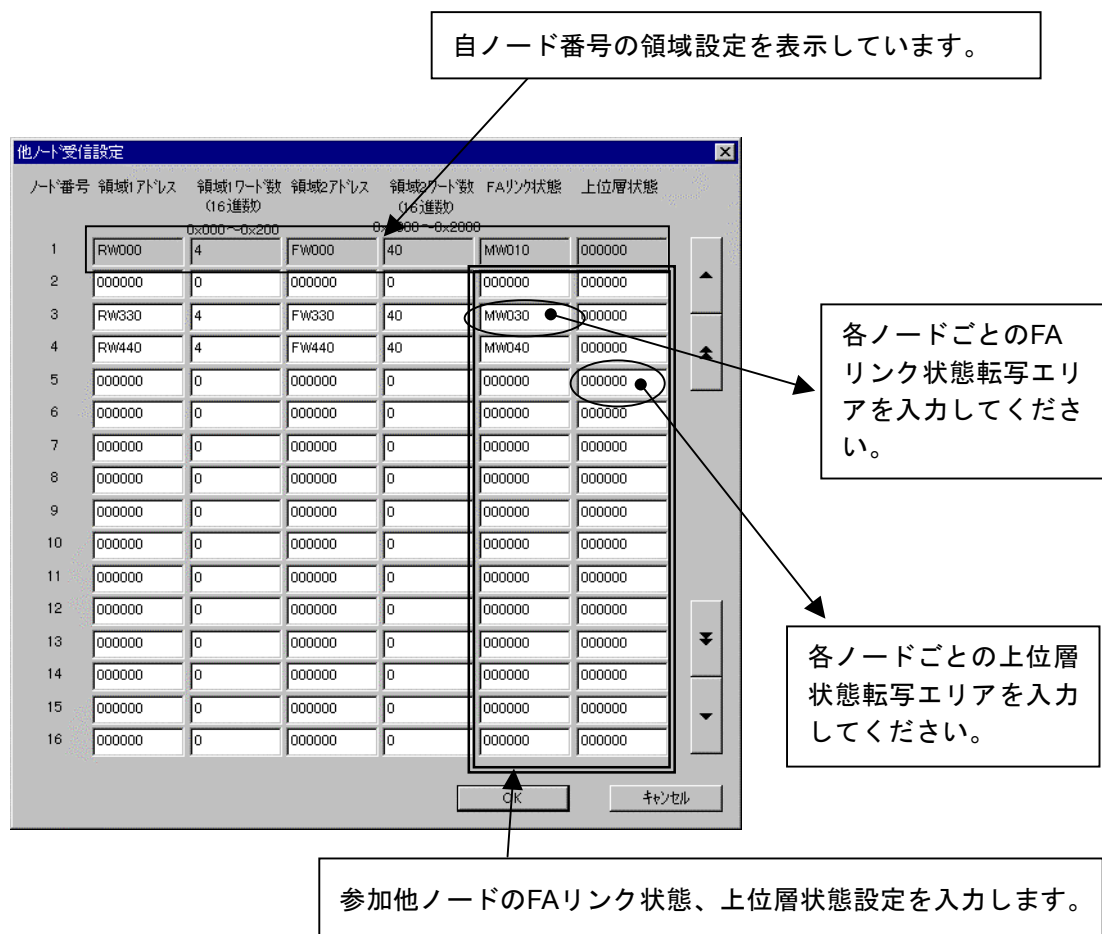 自ノード番号の領域設定を表示しています。
他ノード受信設定
ノード番号 領域1アドレス 領域1ワード数 領域2アドレス 領域2ワード数 FAリンク状態 上位層状態
(16進数) (16進数)
0x000～0x200 0x0000～0x2000
1 RW000 4 FW000 40 MW010 000000
2 000000 0 000000 0 000000 000000
3 RW330 4 FW330 40 MW030 000000
4 RW440 4 FW440 40 MW040 000000
5 000000 0 000000 0 000000 000000
6 000000 0 000000 0 000000 000000
7 000000 0 000000 0 000000 000000
8 000000 0 000000 0 000000 000000
9 000000 0 000000 0 000000 000000
10 000000 0 000000 0 000000 000000
11 000000 0 000000 0 000000 000000
12 000000 0 000000 0 000000 000000
13 000000 0 000000 0 000000 000000
14 000000 0 000000 0 000000 000000
15 000000 0 000000 0 000000 000000
16 000000 0 000000 0 000000 000000
OK キャンセル
各ノードごとのFA
リンク状態転写エリ
アを入力してくださ
い。
各ノードごとの上位層
状態転写エリアを入力
してください。
参加他ノードのFAリンク状態、上位層状態設定を入力します。